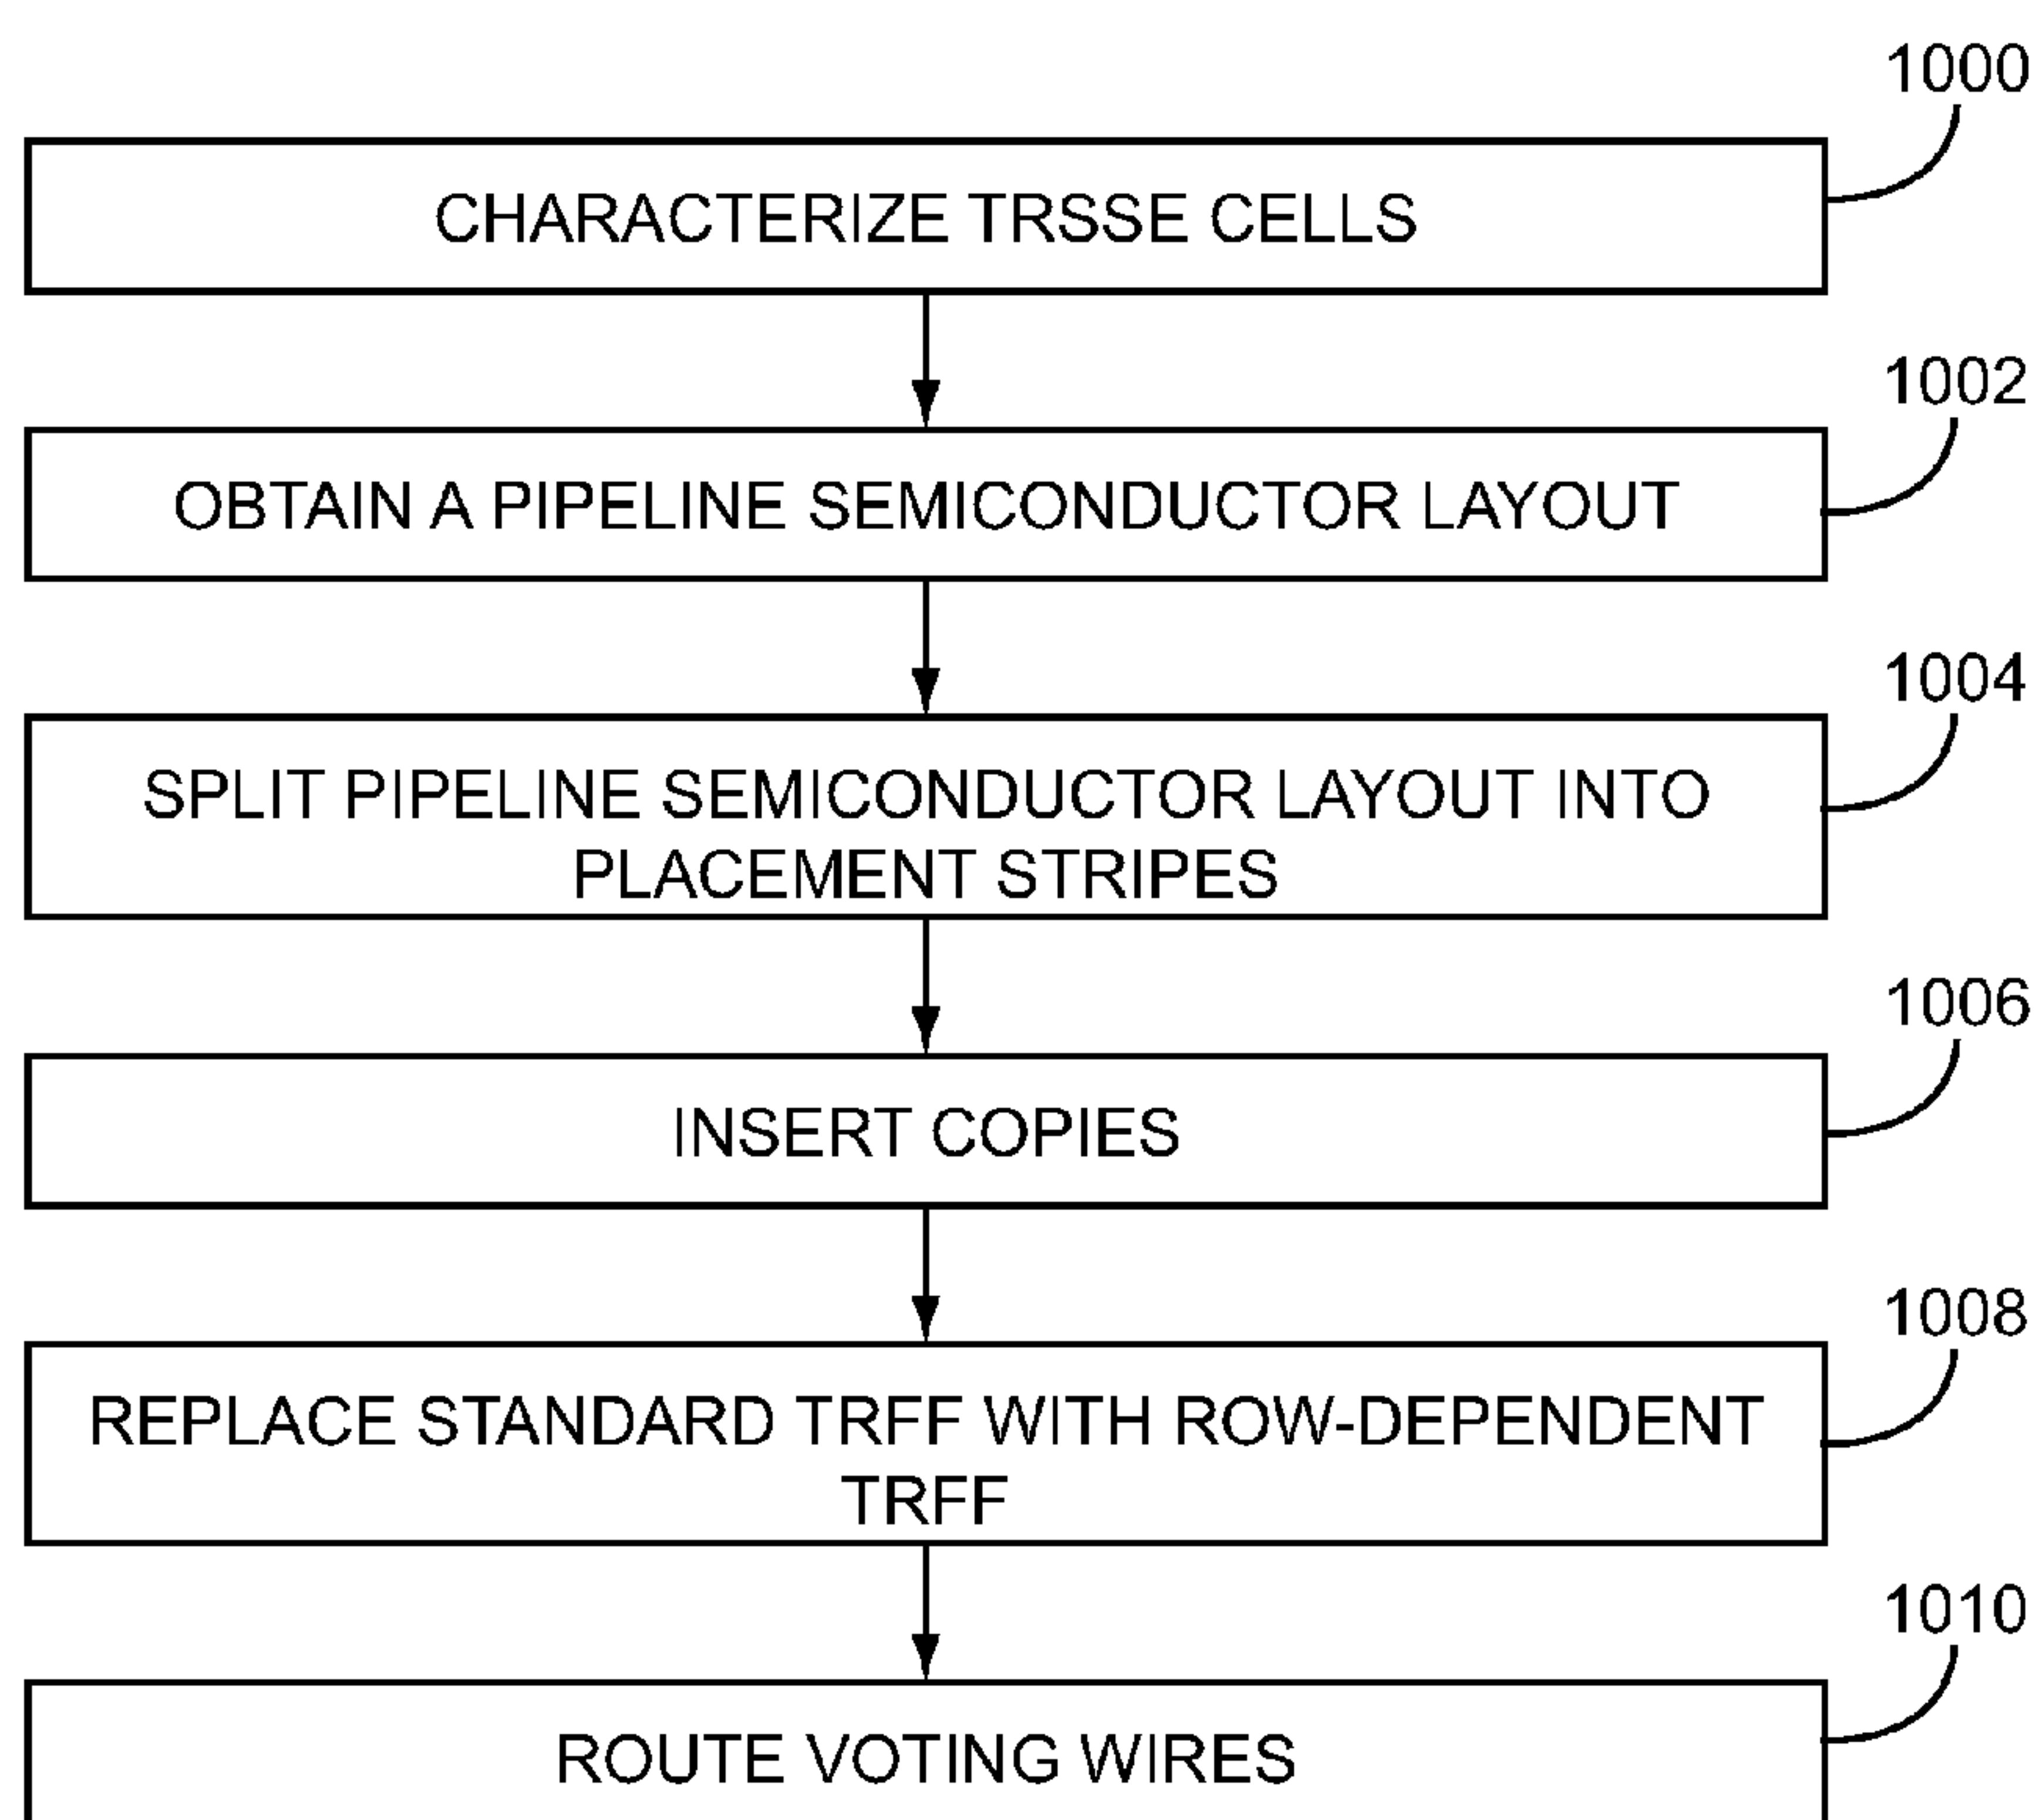 1000
CHARACTERIZE TRSSE CELLS
1002
OBTAIN A PIPELINE SEMICONDUCTOR LAYOUT
1004
SPLIT PIPELINE SEMICONDUCTOR LAYOUT INTO
PLACEMENT STRIPES
1006
INSERT COPIES
1008
REPLACE STANDARD TRFF WITH ROW-DEPENDENT
TRFF
1010
ROUTE VOTING WIRES